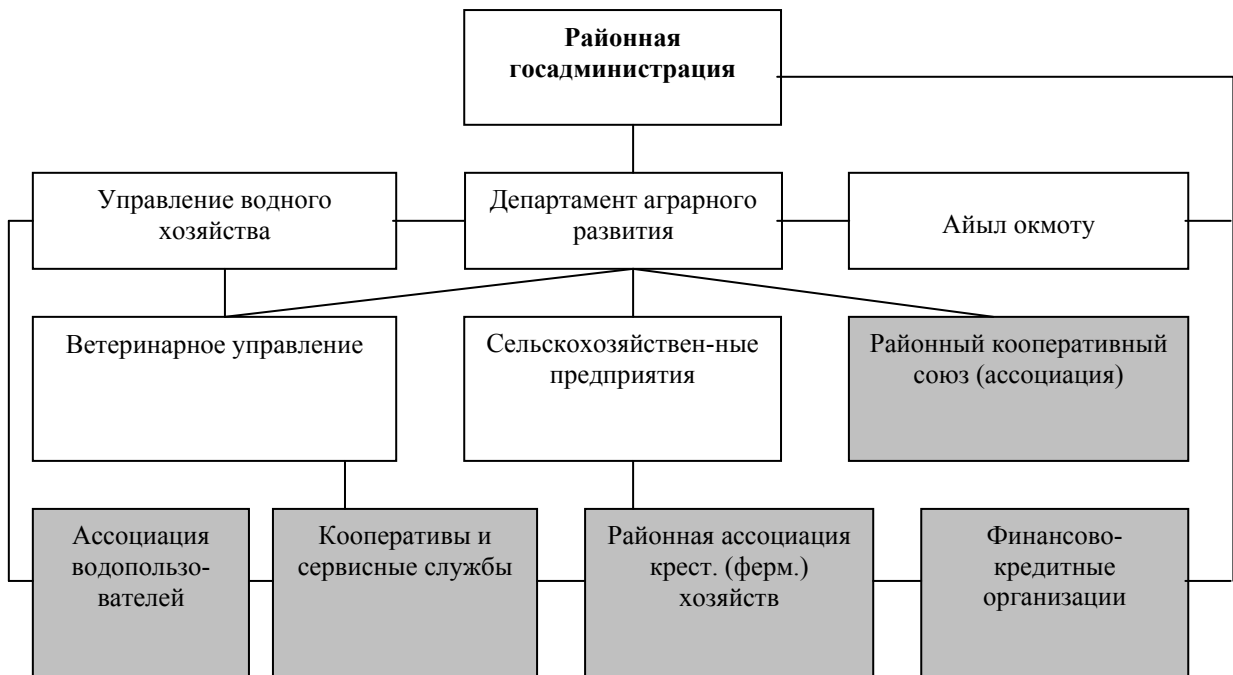 Районная
госадминистрация
Управление водного
хозяйства
Департамент аграрного
развития
Айыл окмоту
Ветеринарное управление
Сельскохозяйствен-ные
предприятия
Районный кооперативный
союз (ассоциация)
Ассоциация
водопользо-
вателей
Кооперативы и
сервисные службы
Районная ассоциация
крест. (ферм.)
хозяйств
Финансово-
кредитные
организации